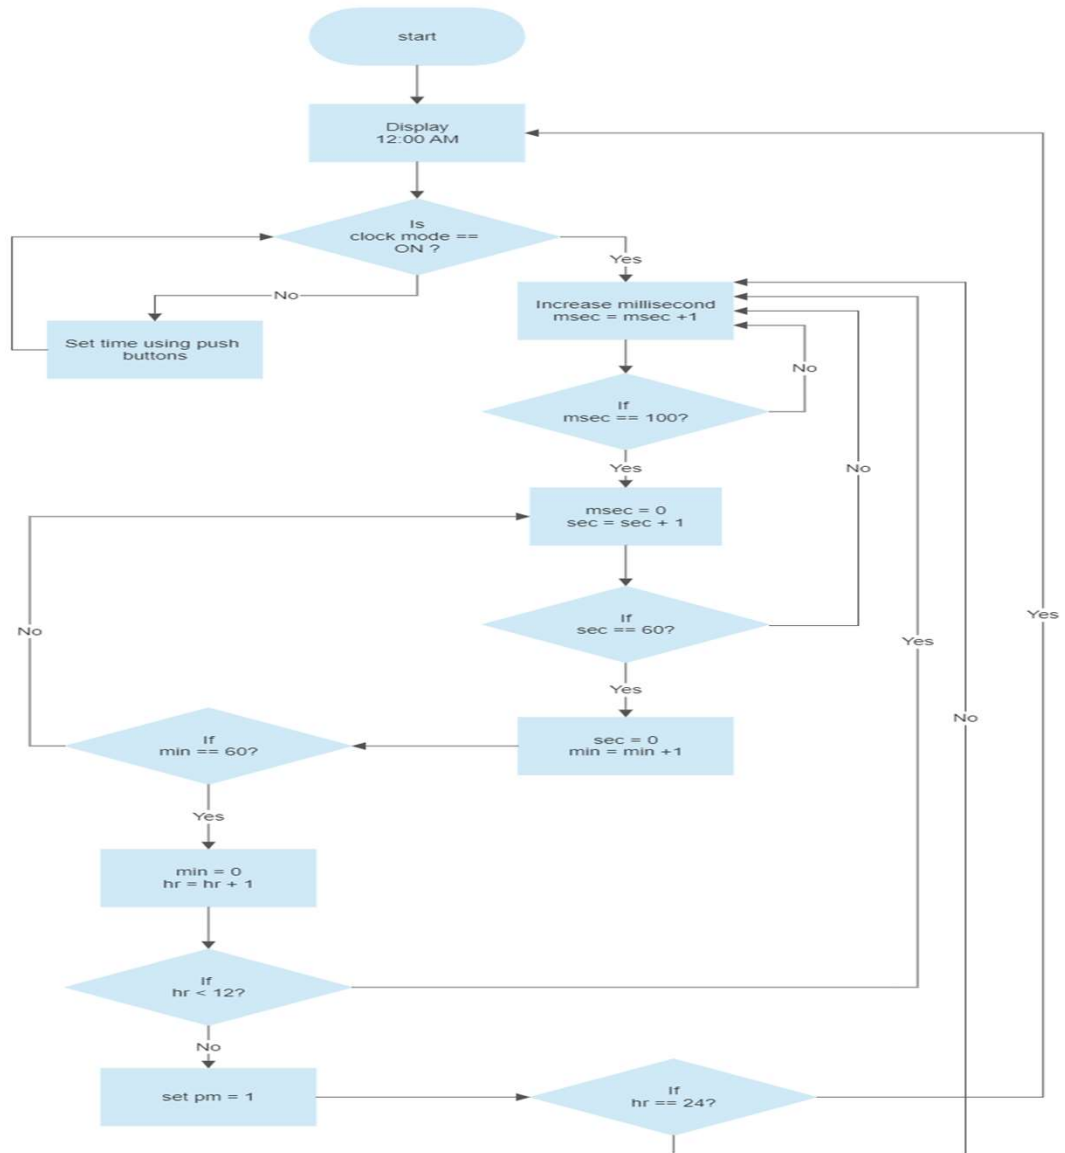 start
Display
12:00 AM
Is
clock mode ==
ON ?
Yes
No
Increase millisecond
msec = msec +1
Set time using push
buttons
No
If
msec == 100?
Yes
No
msec = 0
sec = sec + 1
If
sec == 60?
Yes
No
Yes
Yes
No
sec = 0
min = min +1
If
min == 60?
Yes
min = 0
hr = hr + 1
If
hr < 12?
No
set pm = 1
If
hr == 24?